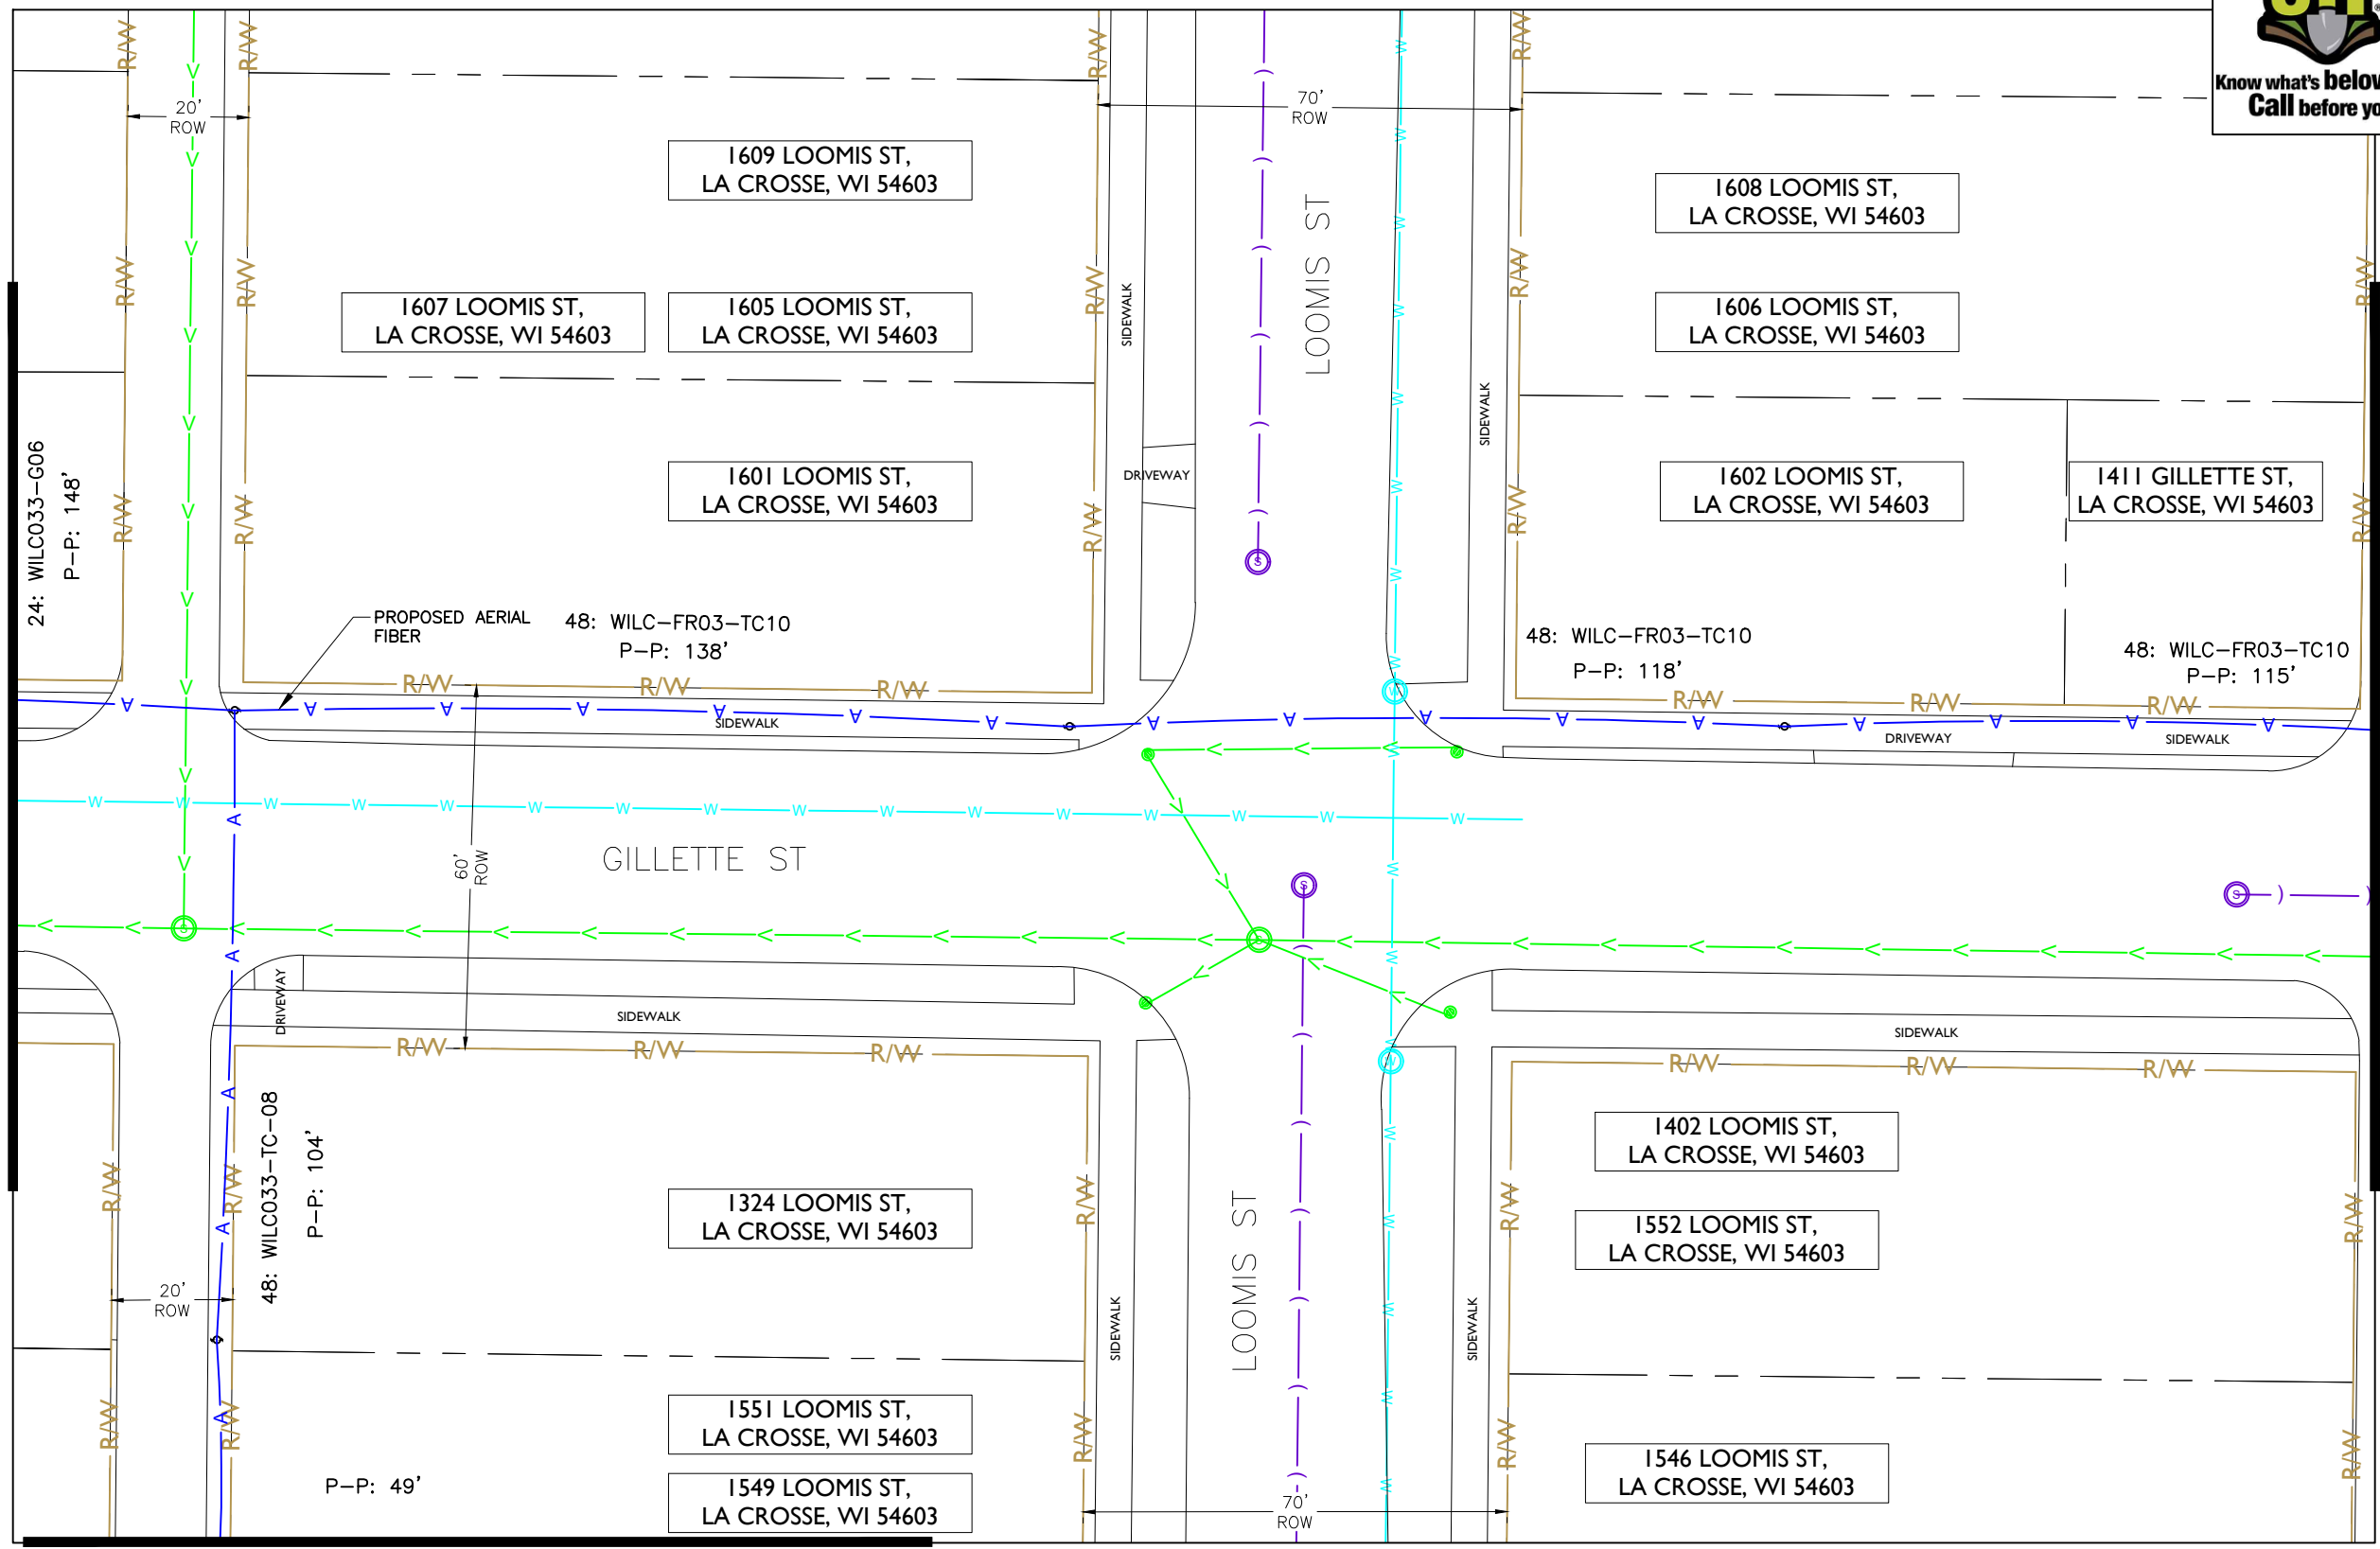 Know what's below
Call before you
20'
ROW
70'
ROW
1609 LOOMIS ST,
LA CROSSE, WI 54603
LOOMIS ST
1608 LOOMIS ST,
LA CROSSE, WI 54603
1607 LOOMIS ST,
LA CROSSE, WI 54603
1605 LOOMIS ST,
LA CROSSE, WI 54603
SIDEWALK
1606 LOOMIS ST,
LA CROSSE, WI 54603
SIDEWALK
24: WILC033-G06
P-P: 148'
1601 LOOMIS ST,
LA CROSSE, WI 54603
DRIVEWAY
1602 LOOMIS ST,
LA CROSSE, WI 54603
1411 GILLETTE ST,
LA CROSSE, WI 54603
PROPOSED AERIAL
FIBER
48: WILC-FR03-TC10
P-P: 138'
48: WILC-FR03-TC10
P-P: 118'
48: WILC-FR03-TC10
P-P: 115'
R/W
R/W
R/W
R/W
R/W
R/W
SIDEWALK
DRIVEWAY
SIDEWALK
GILLETTE ST
60'
ROW
DRIVEWAY
SIDEWALK
SIDEWALK
R/W
R/W
R/W
R/W
R/W
R/W
48: WILC033-TC-08
P-P: 104'
1402 LOOMIS ST,
LA CROSSE, WI 54603
1324 LOOMIS ST,
LA CROSSE, WI 54603
LOOMIS ST
1552 LOOMIS ST,
LA CROSSE, WI 54603
20'
ROW
SIDEWALK
SIDEWALK
1551 LOOMIS ST,
LA CROSSE, WI 54603
P-P: 49'
1549 LOOMIS ST,
LA CROSSE, WI 54603
1546 LOOMIS ST,
LA CROSSE, WI 54603
70'
ROW